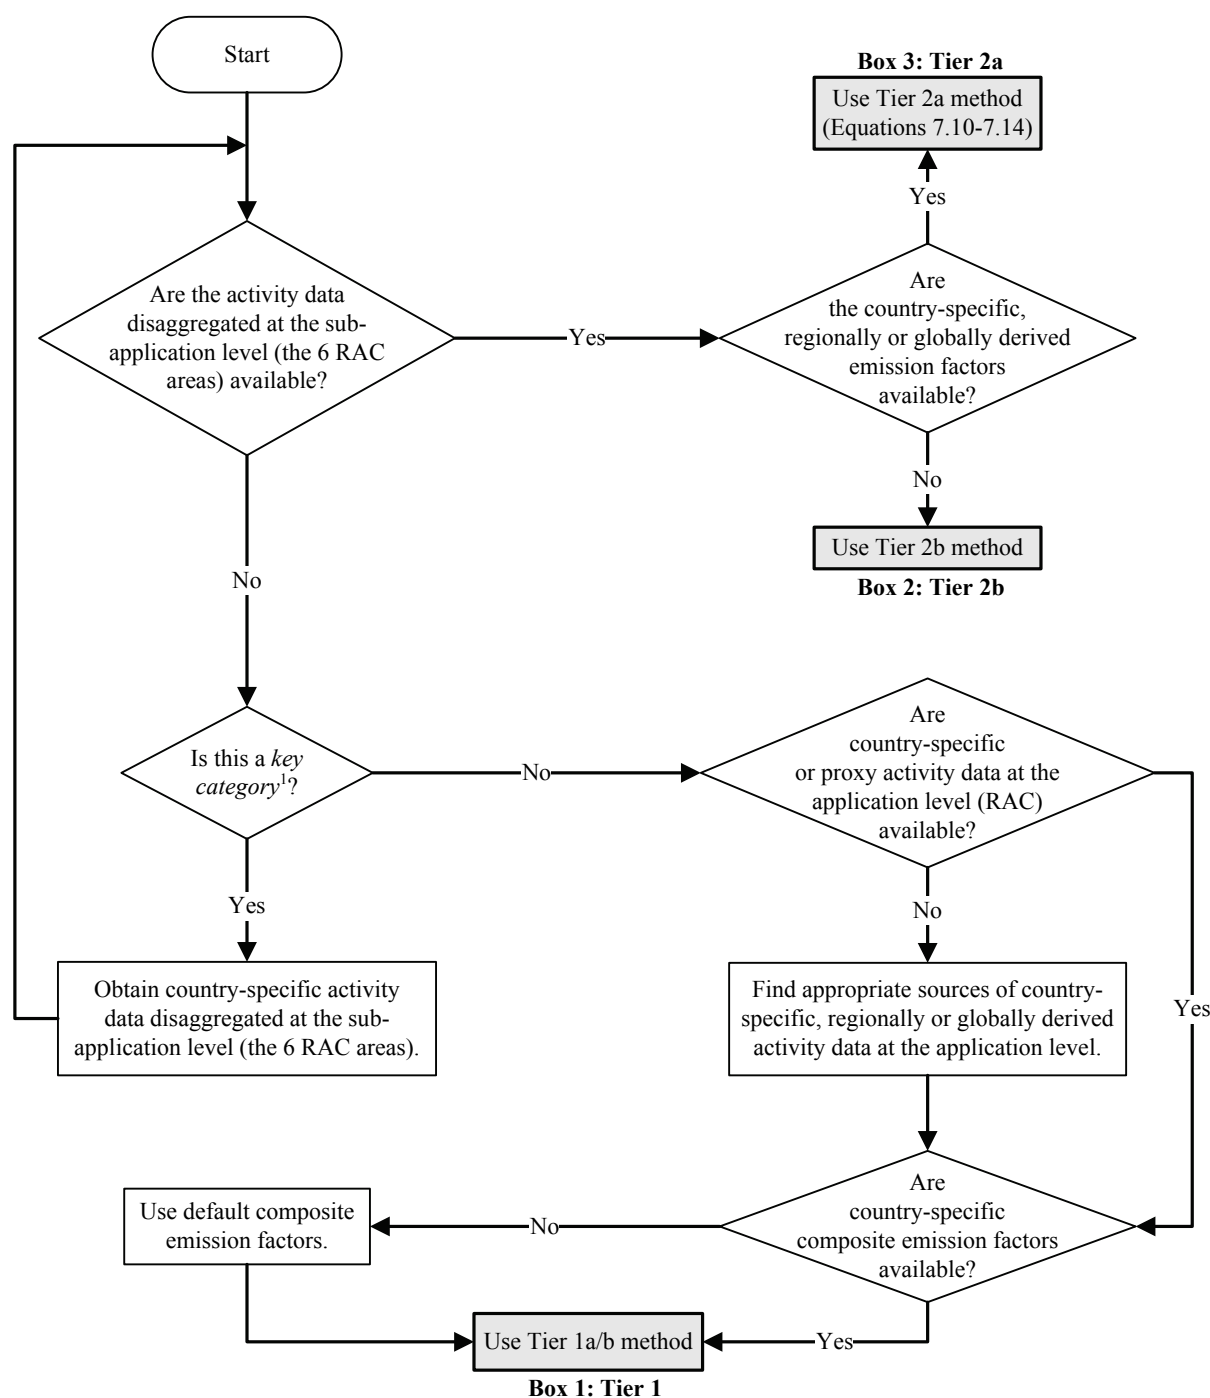 Start
Box 3: Tier 2a
Use Tier 2a method
(Equations 7.10-7.14)
Yes
Are the activity data
disaggregated at the sub-
application level (the 6 RAC
areas) available?
Yes
Are
the country-specific,
regionally or globally derived
emission factors
available?
No
Use Tier 2b method
Box 2: Tier 2b
No
Is this a key
category¹?
No
Are
country-specific
or proxy activity data at the
application level (RAC)
available?
Yes
No
Obtain country-specific activity
data disaggregated at the sub-
application level (the 6 RAC areas).
Find appropriate sources of country-
specific, regionally or globally derived
activity data at the application level.
Yes
Use default composite
emission factors.
No
Are
country-specific
composite emission factors
available?
Use Tier 1a/b method
Yes
Box 1: Tier 1